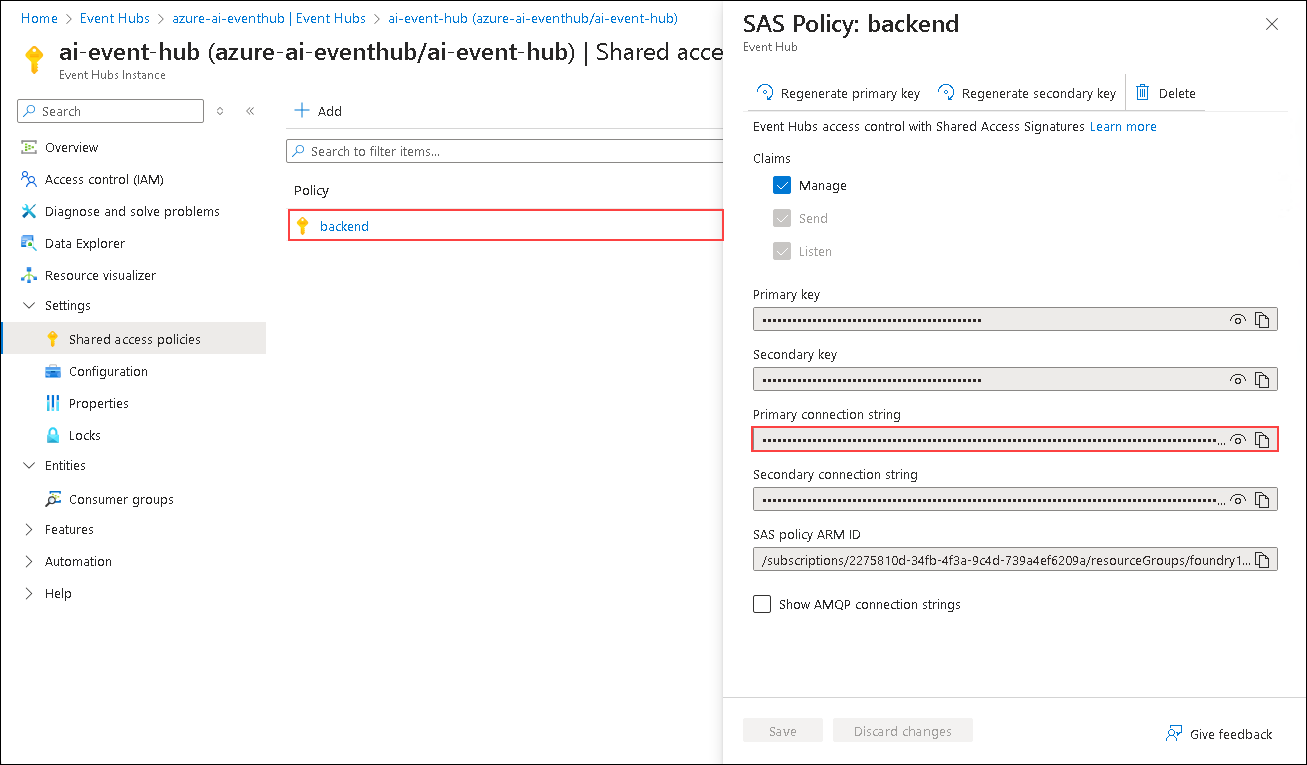 Home > Event Hubs > azure-ai-eventhub | Event Hubs > ai-event-hub (azure-ai-eventhub/ai-event-hub)
ai-event-hub (azure-ai-eventhub/ai-event-hub) | Shared acce
Event Hubs Instance
Search
Overview
Access control (IAM)
Diagnose and solve problems
Data Explorer
Resource visualizer
Settings
Shared access policies
Configuration
Properties
Locks
Entities
Consumer groups
Features
Automation
Help
Add
Search to filter items...
Policy
backend
SAS Policy: backend
Event Hub
Regenerate primary key Regenerate secondary key Delete
Event Hubs access control with Shared Access Signatures Learn more
Claims
Manage
Send
Listen
Primary key
Secondary key
Primary connection string
...
Secondary connection string
...
SAS policy ARM ID
/subscriptions/2275810d-34fb-4f3a-9c4d-739a4ef6209a/resourceGroups/foundry1...
Show AMQP connection strings
Save Discard changes Give feedback